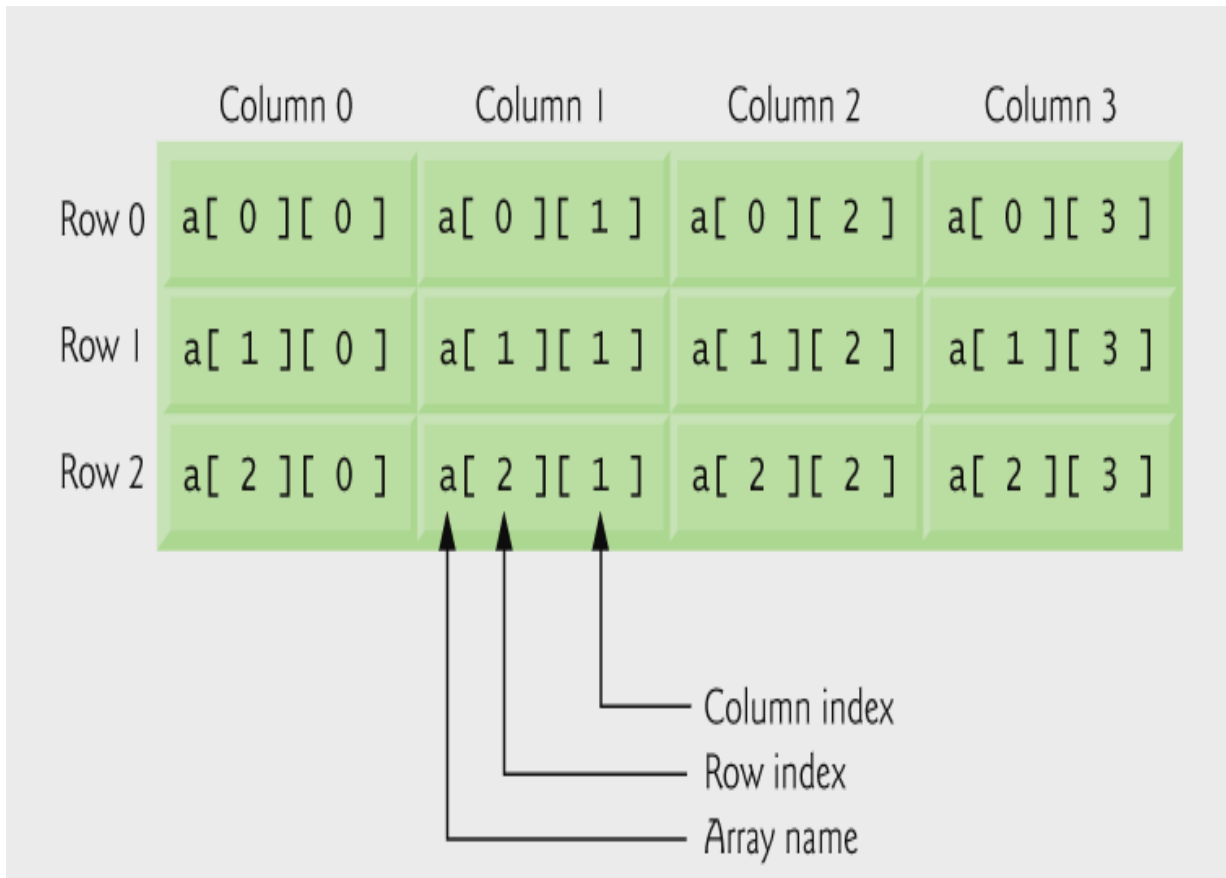 Column 0 Column 1 Column 2 Column 3
Row 0 a[ 0 ][ 0 ] a[ 0 ][ 1 ] a[ 0 ][ 2 ] a[ 0 ][ 3 ]
Row 1 a[ 1 ][ 0 ] a[ 1 ][ 1 ] a[ 1 ][ 2 ] a[ 1 ][ 3 ]
Row 2 a[ 2 ][ 0 ] a[ 2 ][ 1 ] a[ 2 ][ 2 ] a[ 2 ][ 3 ]
Column index
Row index
Array name